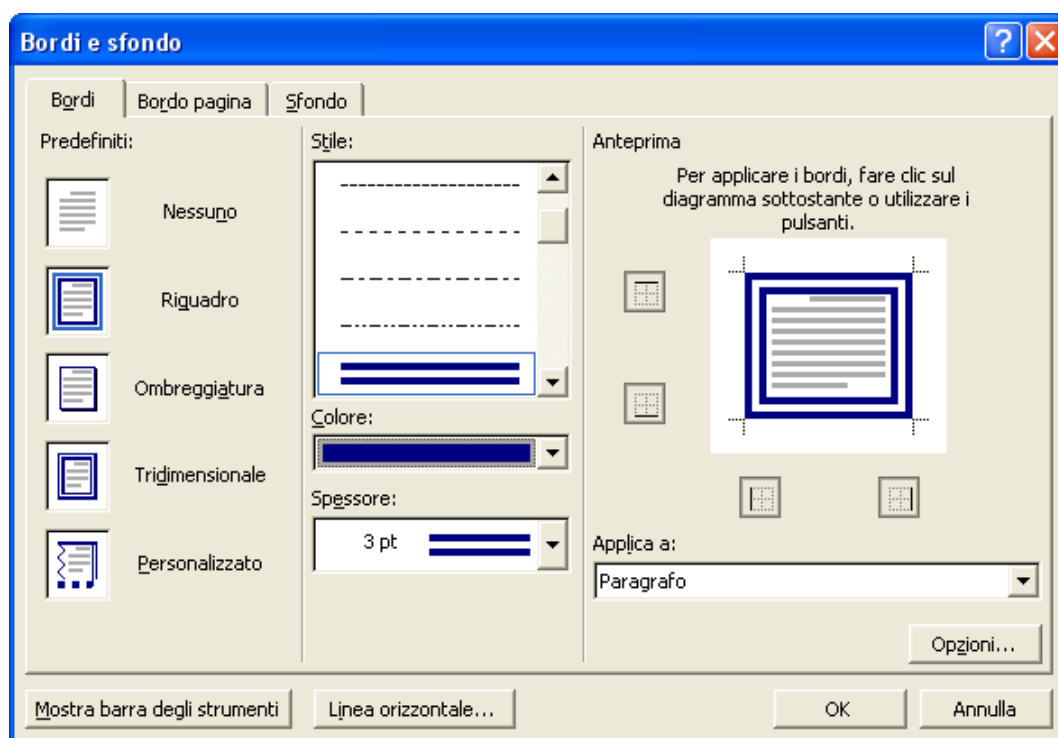 Bordi e sfondo
Bordi
Bordo pagina
Sfondo
Predefiniti:
Nessuno
Riquadro
Ombreggiatura
Tridimensionale
Personalizzato
Stile:
Colore:
Spessore:
3 pt
Anteprima
Per applicare i bordi, fare clic sul
diagramma sottostante o utilizzare i
pulsanti.
Applica a:
Paragrafo
Opzioni...
Mostra barra degli strumenti
Linea orizzontale...
OK
Annulla